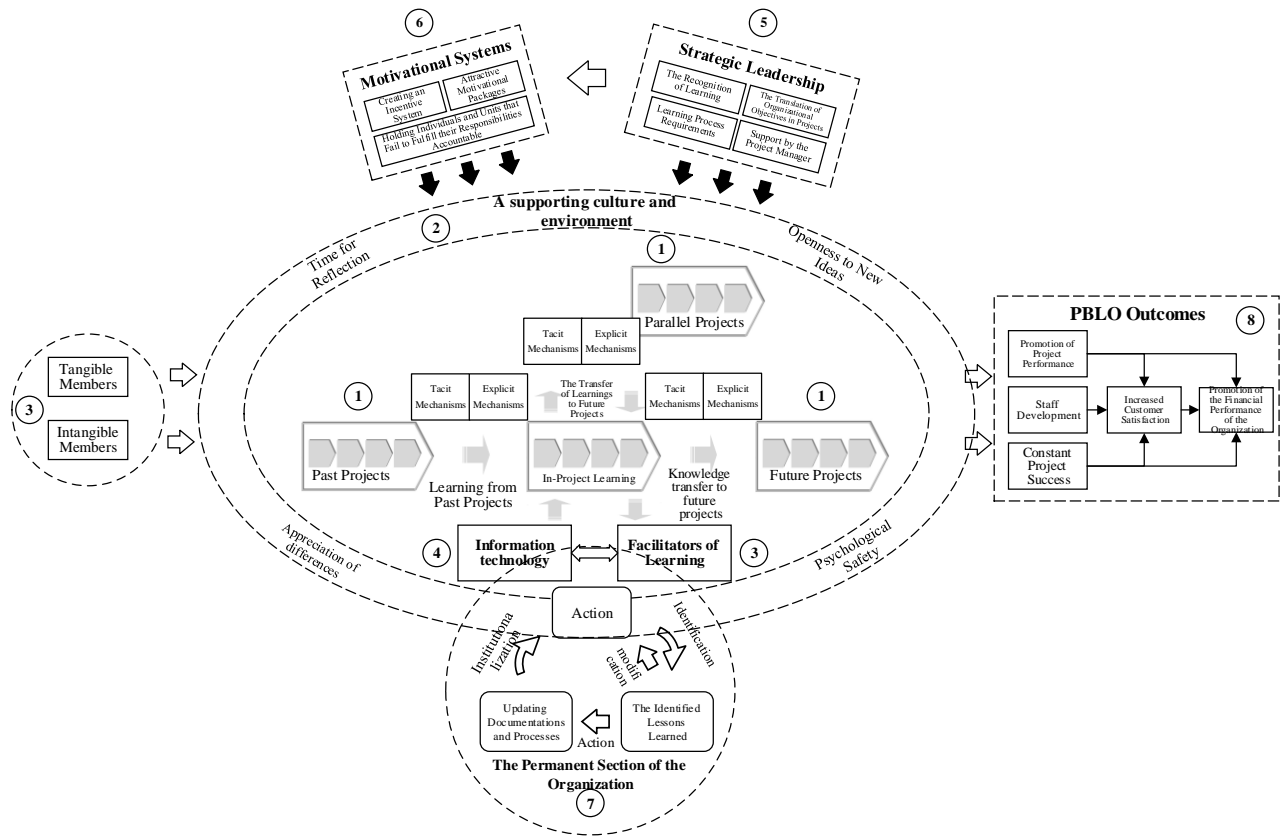 6
5
Motivational Systems
Creating an
Incentive
System
Attractive
Motivational
Packages
Holding Individuals and Units that
Fail to Fulfill their Responsibilities
Accountable
Strategic Leadership
The Recognition
of Learning
The Translation of
Organizational
Objectives in Projects
Learning Process
Requirements
Support by the
Project Manager
A supporting culture and
environment
2
Time for
Reflection
Openness to New
Ideas
1
Parallel Projects
Tacit
Mechanisms
Explicit
Mechanisms
3
Tangible
Members
Intangible
Members
1
Tacit
Mechanisms
Explicit
Mechanisms
The Transfer
of Learnings
to Future
Projects
Tacit
Mechanisms
Explicit
Mechanisms
1
Past Projects
Learning from
Past Projects
In-Project Learning
Knowledge
transfer to
future
projects
Future Projects
PBLO Outcomes
8
Promotion of
Project
Performance
Staff
Development
Constant
Project
Success
Increased
Customer
Satisfaction
Promotion of
the Financial
Performance
of the
Organization
4
Information
technology
Facilitators of
Learning
3
Appreciation of
differences
Psychological
Safety
Action
Institutiona
lization
modifi
cation
Identification
Updating
Documentations
and Processes
Action
The Identified
Lessons
Learned
The Permanent Section of the
Organization
7